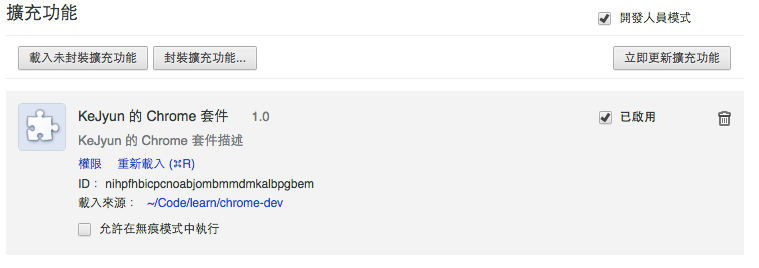 擴充功能
開發人員模式
載入未封裝擴充功能 封裝擴充功能... 立即更新擴充功能
KeJyun 的 Chrome 套件 1.0 已啟用
KeJyun 的 Chrome 套件描述
權限 重新載入 (⌘R)
ID： nihpfhbicpcnoabjombmmdmkalbpgbem
載入來源： ~/Code/learn/chrome-dev
允許在無痕模式中執行